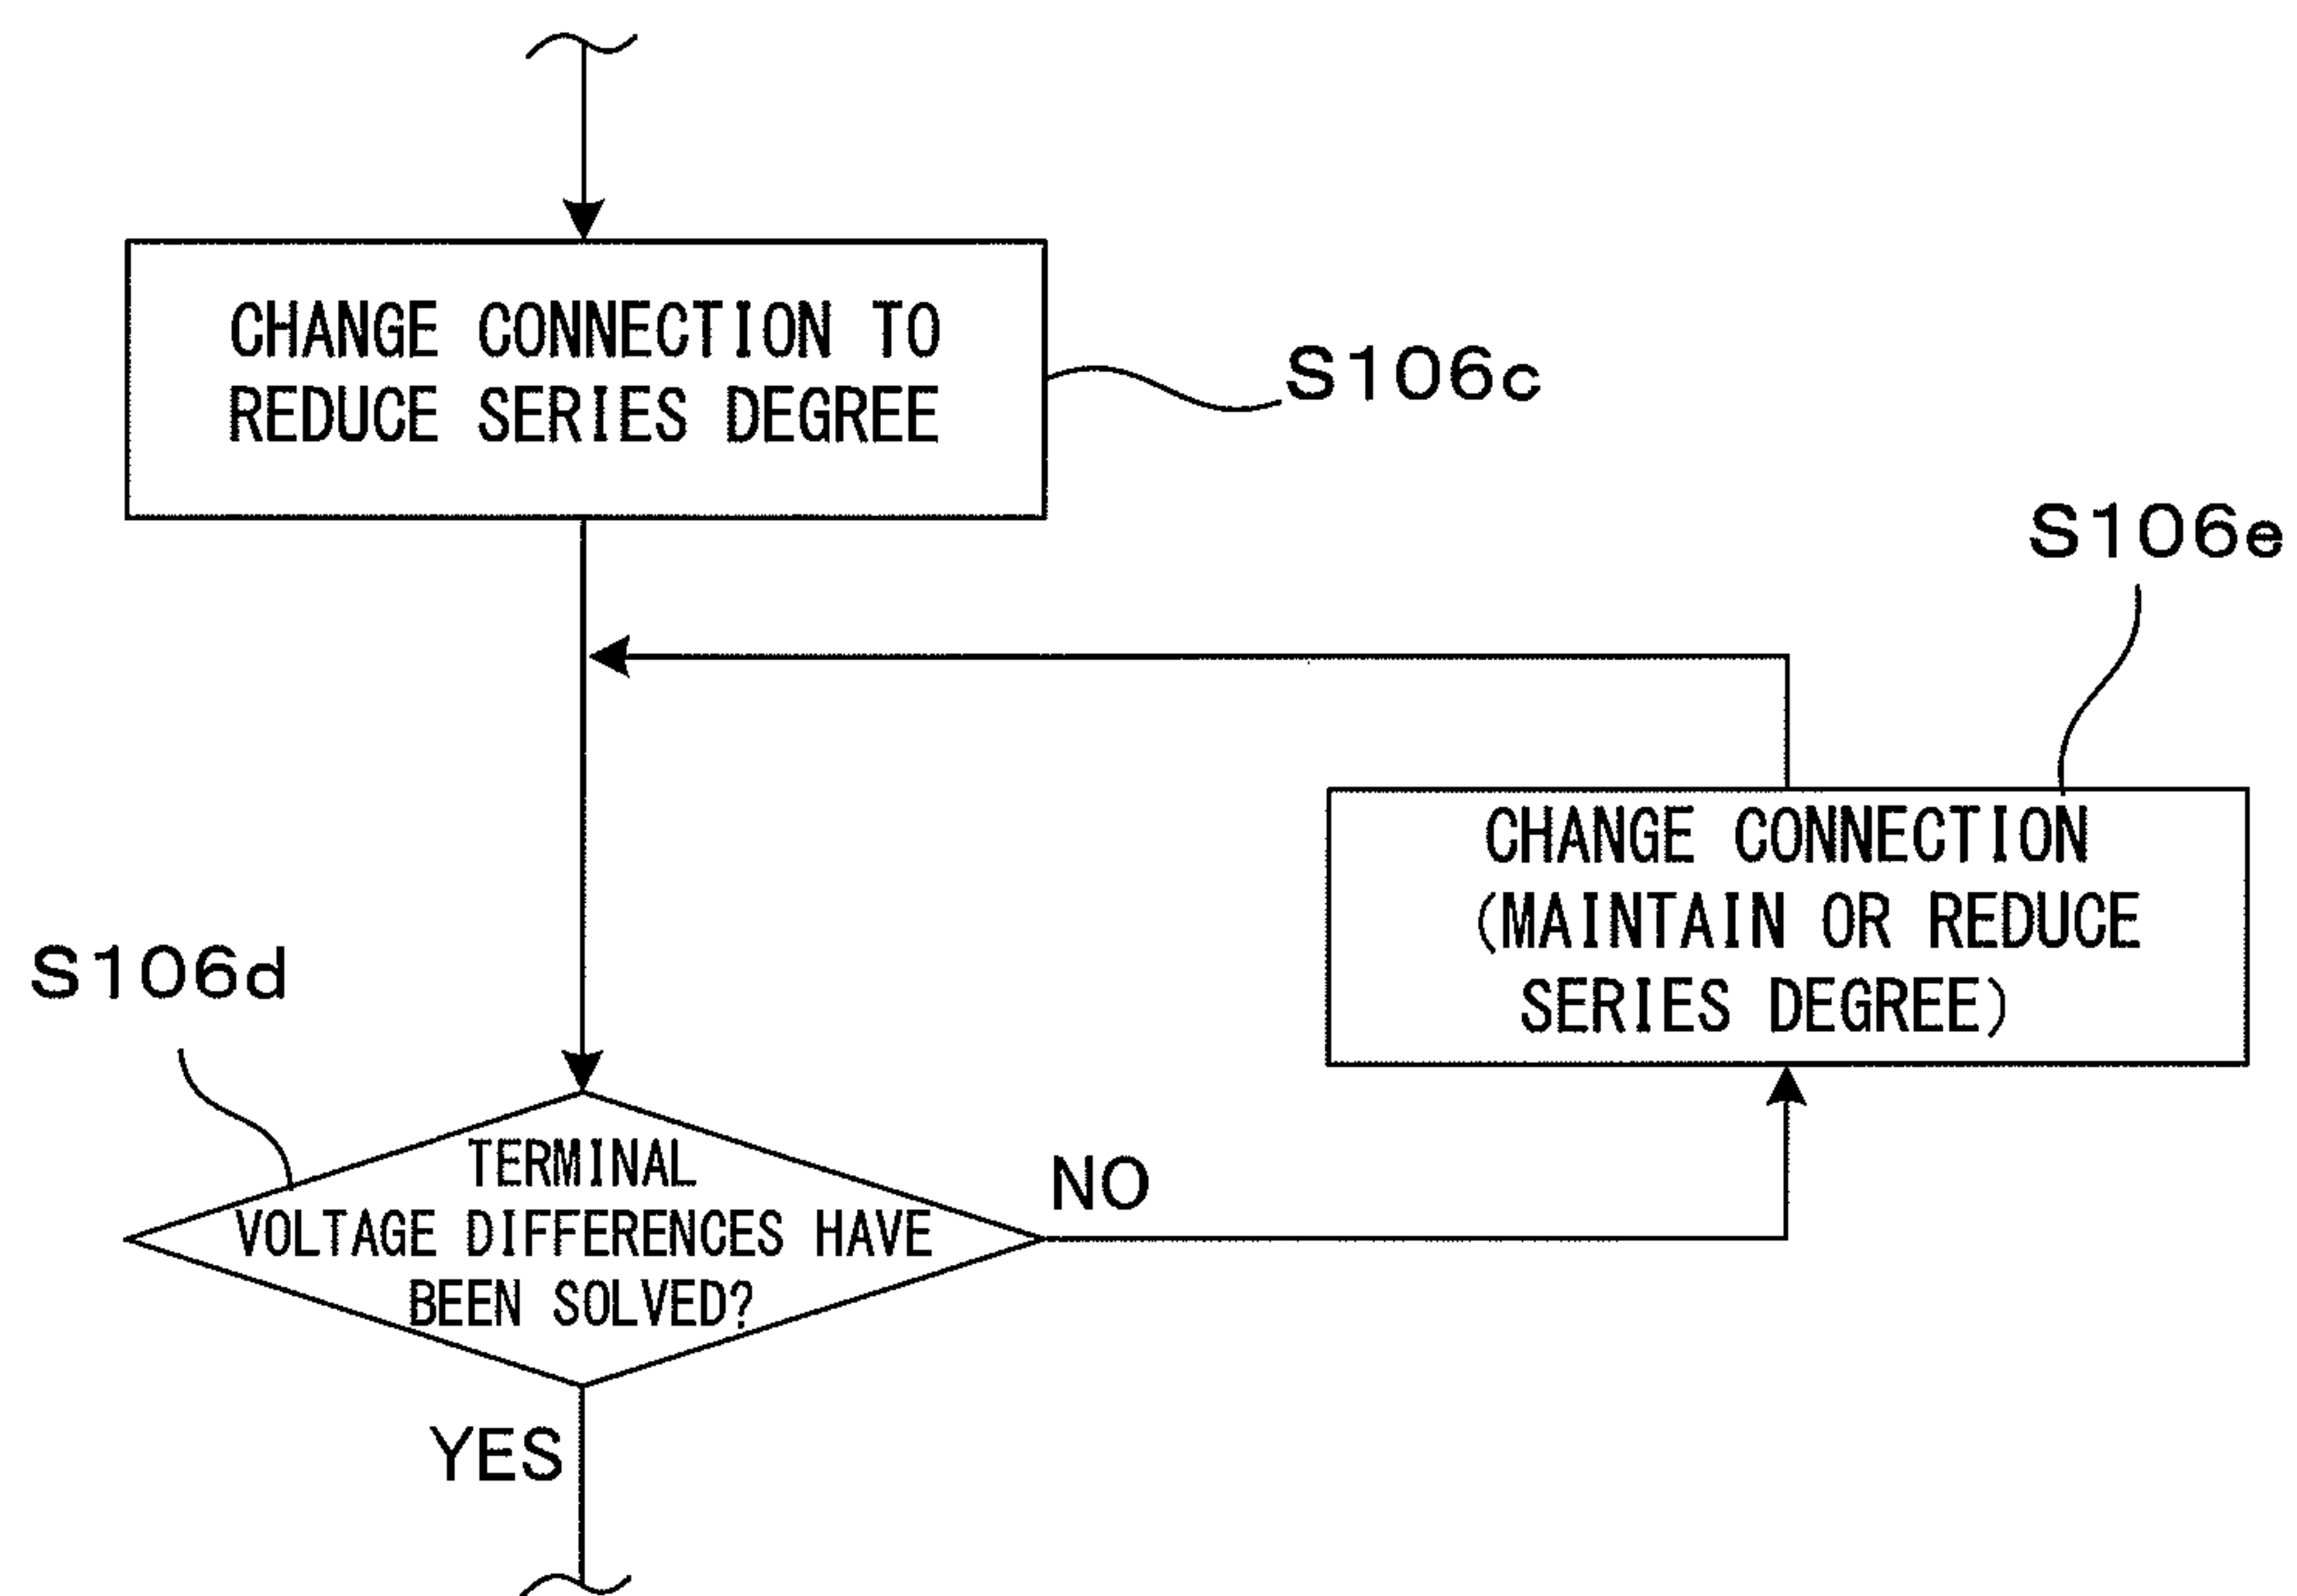 CHANGE CONNECTION TO
REDUCE SERIES DEGREE
S106c
S106e
CHANGE CONNECTION
(MAINTAIN OR REDUCE
SERIES DEGREE)
S106d
TERMINAL
VOLTAGE DIFFERENCES HAVE
BEEN SOLVED?
NO
YES